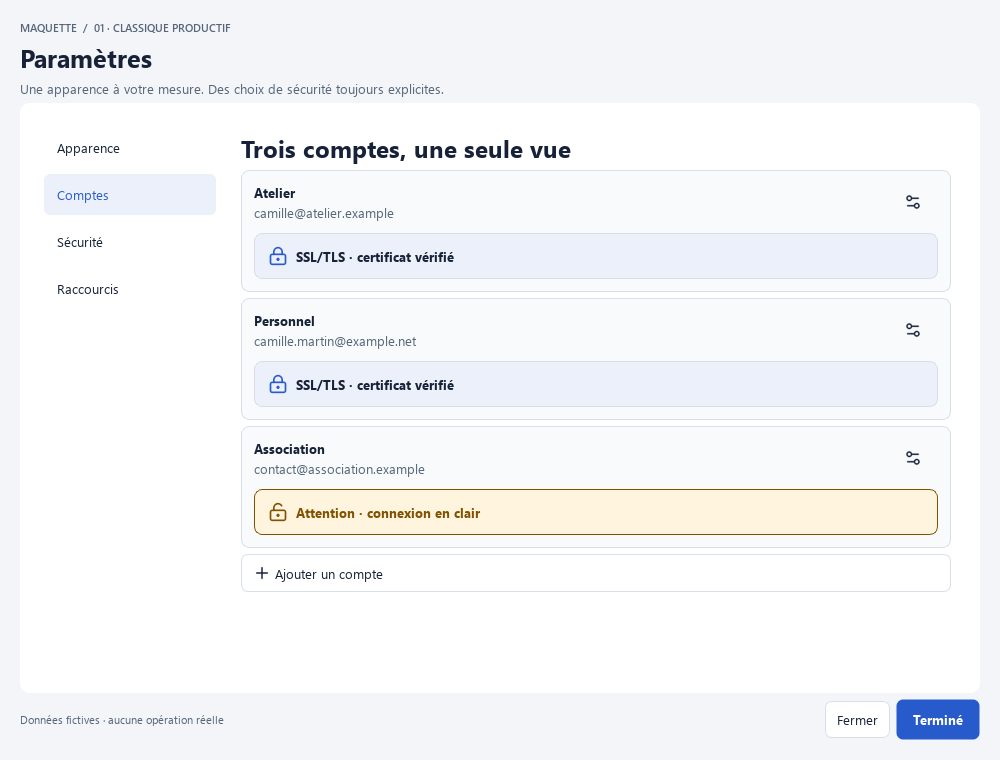 MAQUETTE / 01 · CLASSIQUE PRODUCTIF
Paramètres
Une apparence à votre mesure. Des choix de sécurité toujours explicites.
Apparence
Comptes
Sécurité
Raccourcis
Trois comptes, une seule vue
Atelier
camille@atelier.example
SSL/TLS · certificat vérifié
Personnel
camille.martin@example.net
SSL/TLS · certificat vérifié
Association
contact@association.example
Attention · connexion en clair
Ajouter un compte
Données fictives · aucune opération réelle
Fermer
Terminé